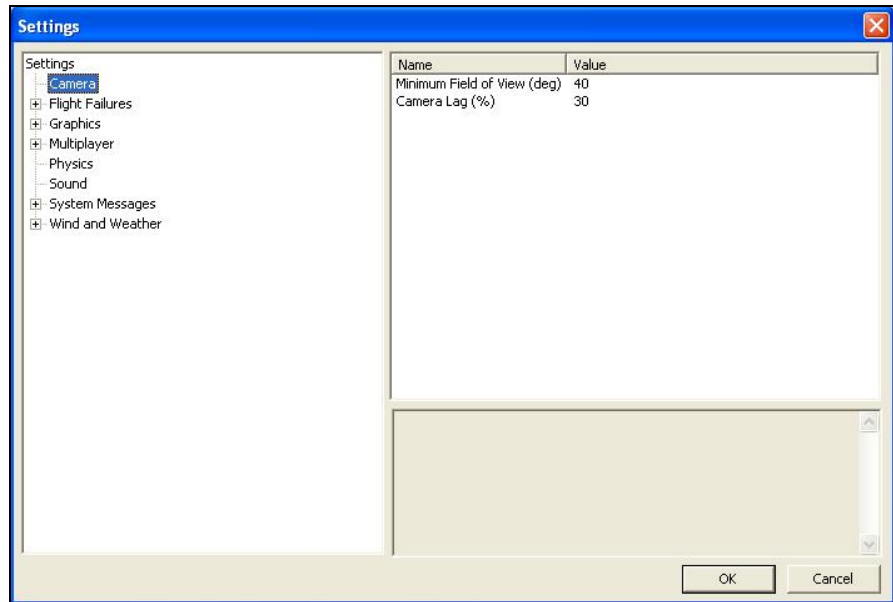 Settings
Settings
Camera
Flight Failures
Graphics
Multiplayer
Physics
Sound
System Messages
Wind and Weather
Name Value
Minimum Field of View (deg) 40
Camera Lag (%) 30
OK Cancel